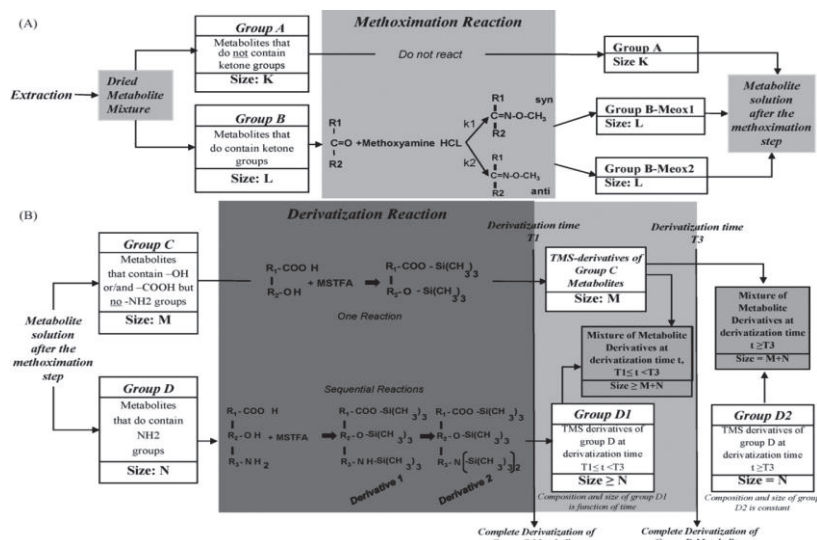 (A)
Methoximation Reaction
Extraction
Dried
Metabolite
Mixture
Group A
Metabolites that
do not contain
ketone groups
Size: K
Do not react
Group A
Size K
Group B
Metabolites that
do contain ketone
groups
Size: L
R1
C=O +Methoxyamine HCL
R2
k1
k2
R1
C=N-O-CH3
R2
syn
R1
C=N-O-CH3
R2
anti
Group B-Meox1
Size: L
Group B-Meox2
Size: L
Metabolite
solution
after the
methoximation
step
(B)
Derivatization Reaction
Derivatization time
T1
Derivatization time
T3
Metabolite
solution
after the
methoximation
step
Group C
Metabolites
that contain –OH
or/and –COOH but
no -NH2 groups
Size: M
R1-COO H
R2-OH
+ MSTFA
R1-COO -Si(CH3)3
R2-O -Si(CH3)3
One Reaction
TMS-derivatives of
Group C
Metabolites
Size: M
Mixture of Metabolite
Derivatives at
derivatization time t,
T1≤ t <T3
Size ≥ M+N
Mixture of
Metabolite
Derivatives at
derivatization time
t ≥T3
Size = M+N
Group D
Metabolites
that do contain
NH2
groups
Size: N
Sequential Reactions
R1-COO H
R2-OH + MSTFA
R3-NH2
R1-COO-Si(CH3)3
R2-O-Si(CH3)3
R3-NH-Si(CH3)3
Derivative 1
R1-COO -Si(CH3)3
R2-O-Si(CH3)3
R3-N(-Si(CH3)3)2
Derivative 2
Group D1
TMS derivatives of
group D at
derivatization time
T1≤ t <T3
Size ≥ N
Composition and size of group D1
is function of time
Group D2
TMS derivatives
of group D at
derivatization time
t ≥T3
Size = N
Composition and size of group
D2 is constant
Complete Derivatization of
Complete Derivatization of